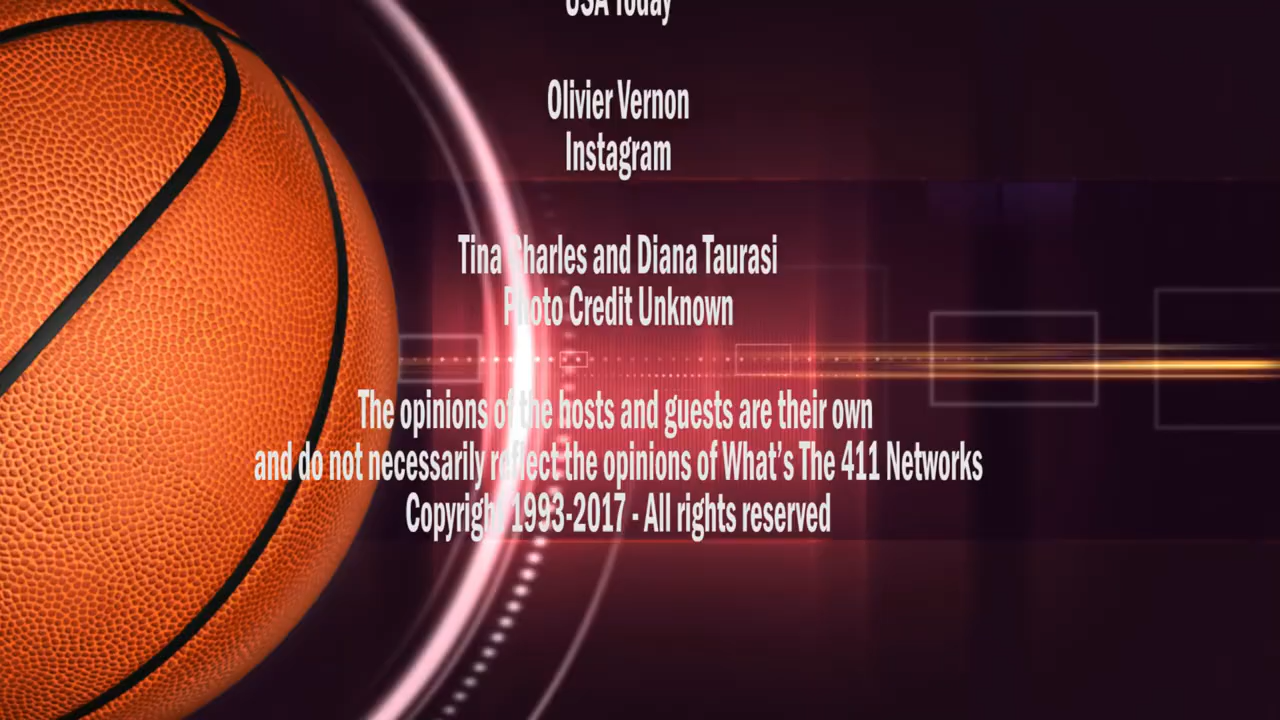 USA Today
Olivier Vernon
Instagram
Tina Charles and Diana Taurasi
Photo Credit Unknown
The opinions of the hosts and guests are their own
and do not necessarily reflect the opinions of What's The 411 Networks
Copyright 1993-2017 - All rights reserved